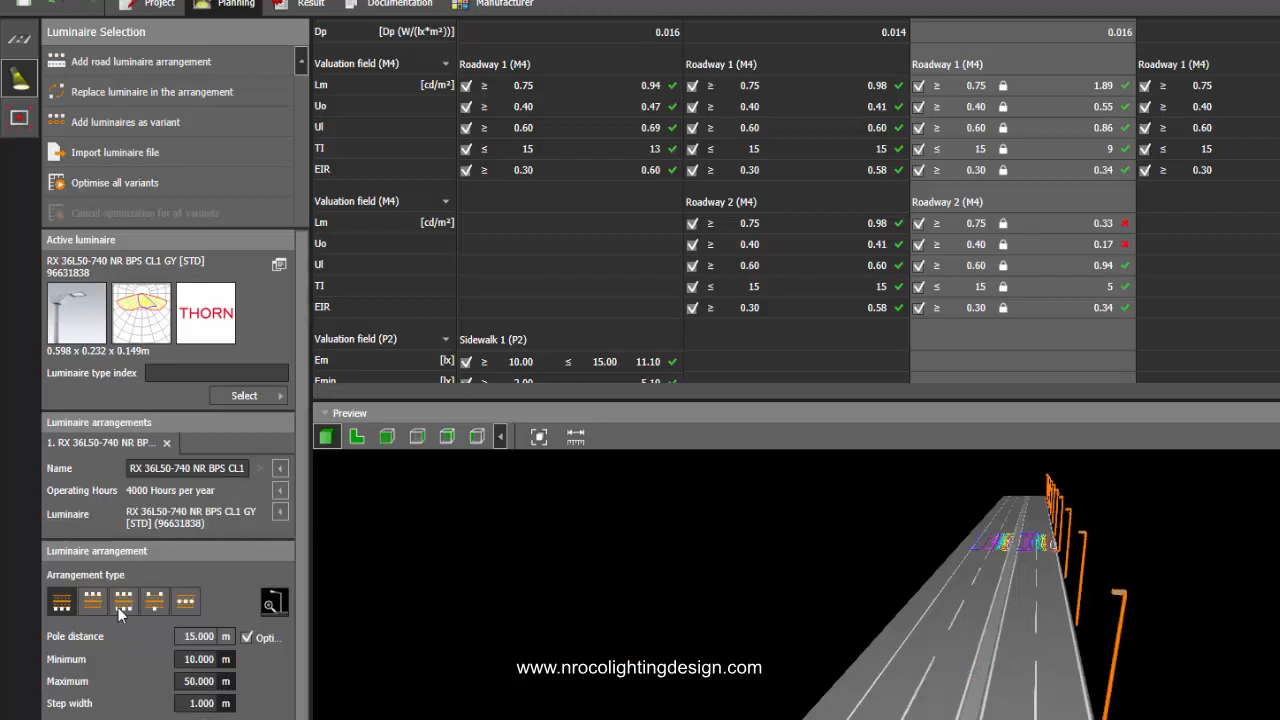 Project Planning Result Documentation Manufacturer
Luminaire Selection
Add road luminaire arrangement
Replace luminaire in the arrangement
Add luminaires as variant
Import luminaire file
Optimise all variants
Cancel optimisation for all variants
Active luminaire
RX 36L50-740 NR BPS CL1 GY [STD]
96631838
THORN
0.598 x 0.232 x 0.149m
Luminaire type index
Select
Luminaire arrangements
1. RX 36L50-740 NR BP...
Name RX 36L50-740 NR BPS CL1
Operating Hours 4000 Hours per year
Luminaire RX 36L50-740 NR BPS CL1 GY
[STD] (96631838)
Luminaire arrangement
Arrangement type
Pole distance 15.000 m Opti...
Minimum 10.000 m
Maximum 50.000 m
Step width 1.000 m
Dp [Dp (W/(lx*m²))] 0.016 0.014 0.016
Valuation field (M4) Roadway 1 (M4) Roadway 1 (M4) Roadway 1 (M4) Roadway 1 (M4)
Lm [cd/m²] ≥ 0.75 0.94 ≥ 0.75 0.98 ≥ 0.75 1.89 ≥ 0.75
Uo ≥ 0.40 0.47 ≥ 0.40 0.41 ≥ 0.40 0.55 ≥ 0.40
Ul ≥ 0.60 0.69 ≥ 0.60 0.60 ≥ 0.60 0.86 ≥ 0.60
TI ≤ 15 13 ≤ 15 15 ≤ 15 9 ≤ 15
EIR ≥ 0.30 0.60 ≥ 0.30 0.58 ≥ 0.30 0.34 ≥ 0.30
Valuation field (M4) Roadway 2 (M4) Roadway 2 (M4)
Lm [cd/m²] ≥ 0.75 0.98 ≥ 0.75 0.33
Uo ≥ 0.40 0.41 ≥ 0.40 0.17
Ul ≥ 0.60 0.60 ≥ 0.60 0.94
TI ≤ 15 15 ≤ 15 5
EIR ≥ 0.30 0.58 ≥ 0.30 0.34
Valuation field (P2) Sidewalk 1 (P2)
Em [lx] ≥ 10.00 ≤ 15.00 11.10
Emin [lx] ≥ 2.00 5.10
Preview
www.nrocolightingdesign.com